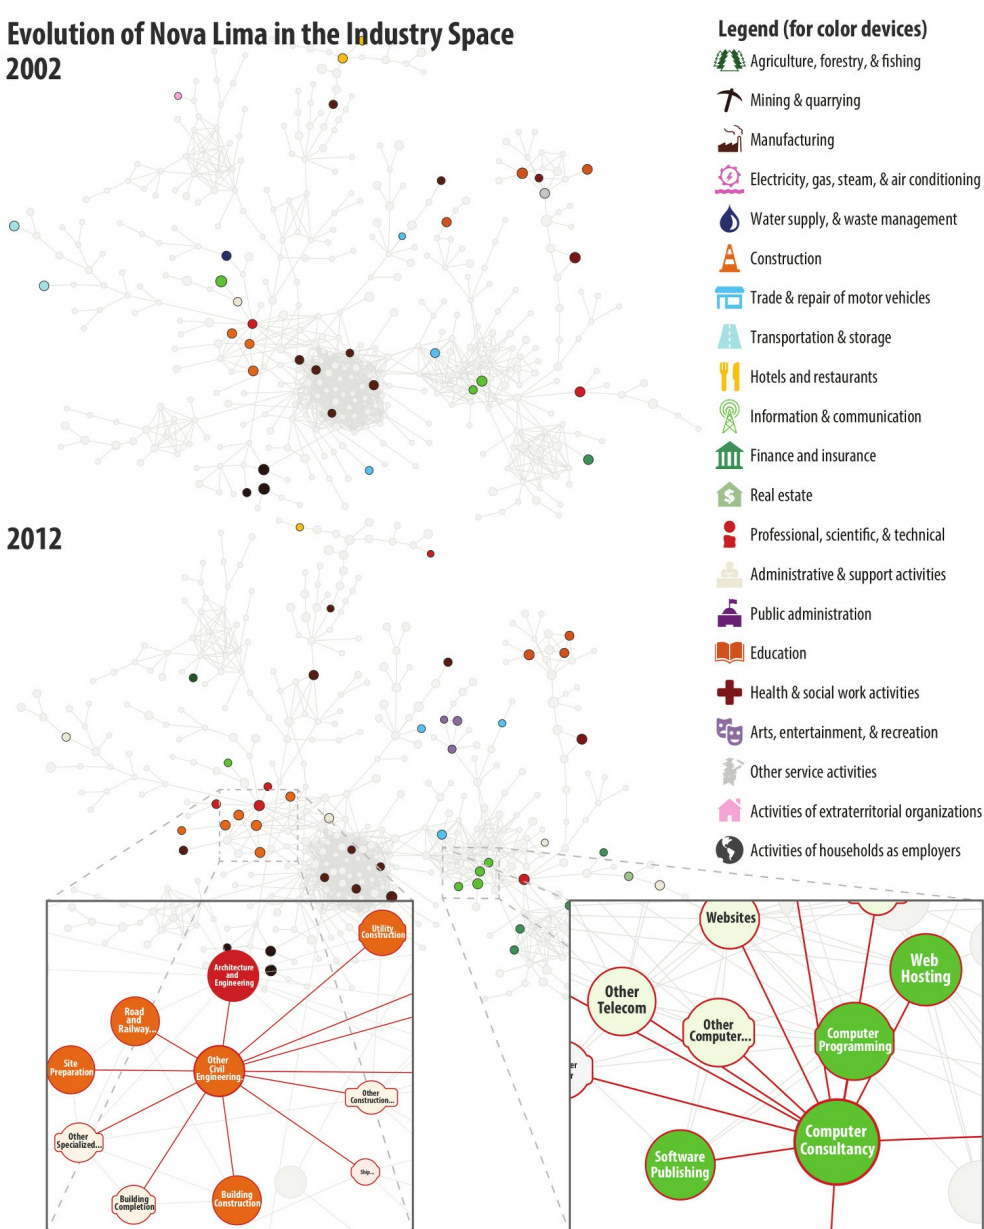 Evolution of Nova Lima in the Industry Space
2002
Legend (for color devices)
Agriculture, forestry, & fishing
Mining & quarrying
Manufacturing
Electricity, gas, steam, & air conditioning
Water supply, & waste management
Construction
Trade & repair of motor vehicles
Transportation & storage
Hotels and restaurants
Information & communication
Finance and insurance
$
Real estate
Professional, scientific, & technical
Administrative & support activities
Public administration
Education
Health & social work activities
Arts, entertainment, & recreation
Other service activities
Activities of extraterritorial organizations
Activities of households as employers
2012
Utility
Construction
Architecture
and
Engineering
Road
and
Railway...
Site
Preparation
Other
Civil
Engineering.
Other
Construction...
Other
Specialized...
Ship...
Building
Completion
Building
Construction
Websites
Web
Hosting
Other
Telecom
Other
Computer...
Computer
Programming
er
r
Computer
Consultancy
Software
Publishing